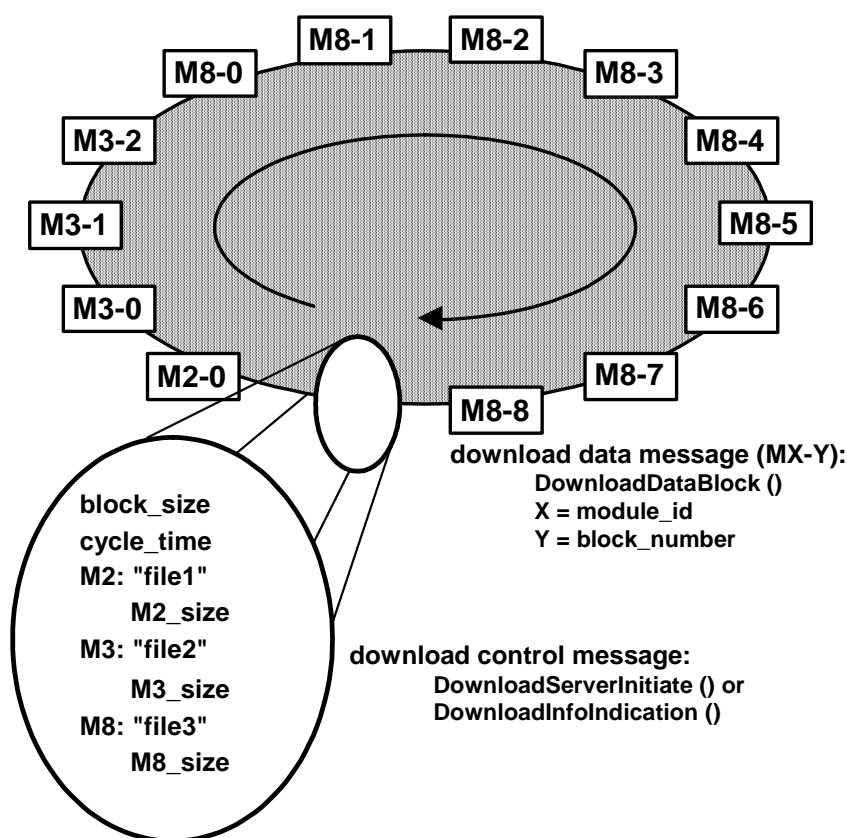 M8-1
M8-2
M8-0
M8-3
M3-2
M8-4
M3-1
M8-5
M3-0
M8-6
M2-0
M8-7
M8-8
download data message (MX-Y):
DownloadDataBlock ()
X = module_id
Y = block_number
block_size
cycle_time
M2: "file1"
M2_size
M3: "file2"
M3_size
M8: "file3"
M8_size
download control message:
DownloadServerInitiate () or
DownloadInfoIndication ()